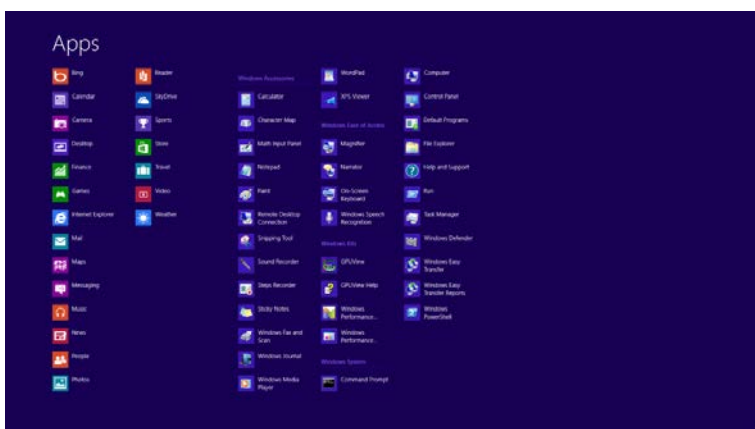 Apps
Bing
Calendar
Camera
Desktop
Finance
Games
Internet Explorer
Mail
Maps
Messaging
Music
News
People
Photos
Reader
SkyDrive
Sports
Store
Travel
Video
Weather
Windows Accessories
Calculator
Character Map
Math Input Panel
Notepad
Paint
Remote Desktop
Connection
Snipping Tool
Sound Recorder
Steps Recorder
Sticky Notes
Windows Fax and
Scan
Windows Journal
Windows Media
Player
WordPad
XPS Viewer
Windows Ease of Access
Magnifier
Narrator
On-Screen
Keyboard
Windows Speech
Recognition
Windows Kits
GPUView
GPUView Help
Windows
Performance...
Windows
Performance...
Windows System
Command Prompt
Computer
Control Panel
Default Programs
File Explorer
Help and Support
Run
Task Manager
Windows Defender
Windows Easy
Transfer
Windows Easy
Transfer Reports
Windows
PowerShell